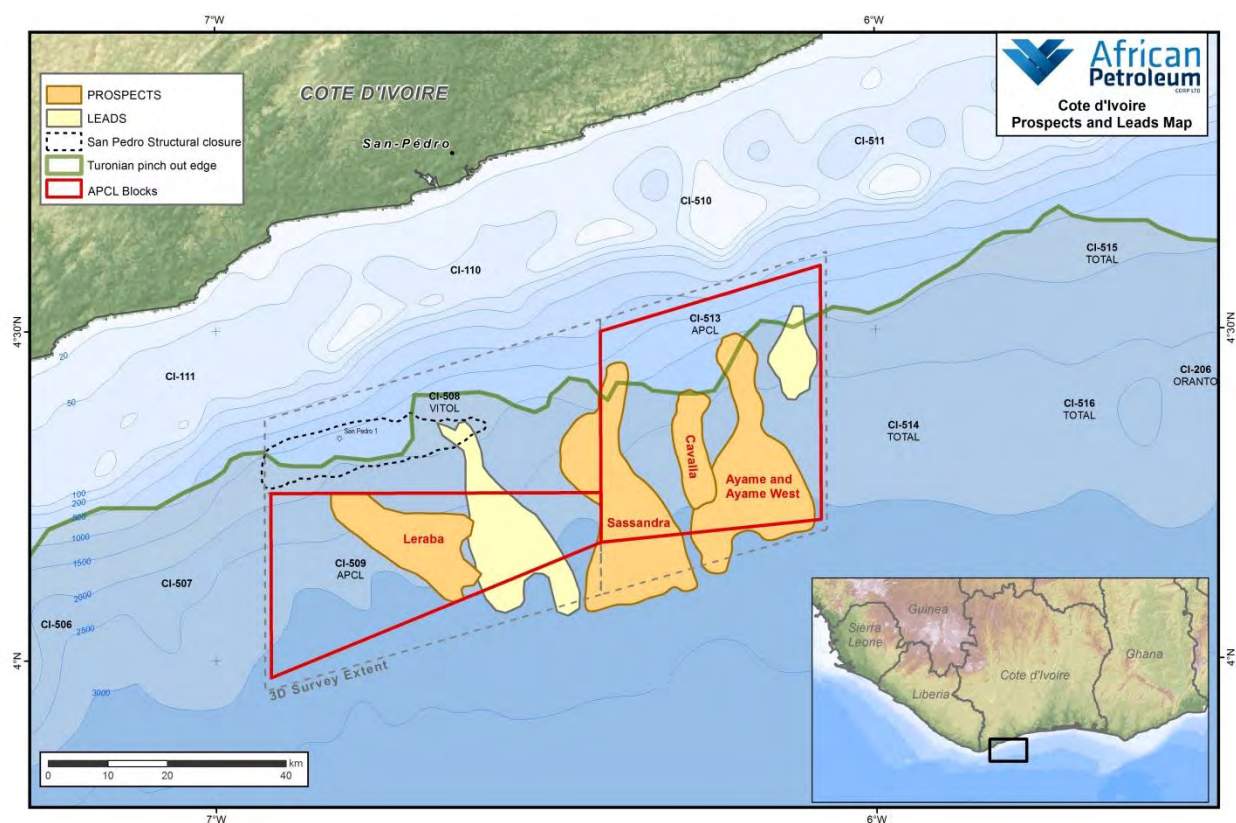 7°W
6°W
PROSPECTS
LEADS
San Pedro Structural closure
Turonian pinch out edge
APCL Blocks
COTE D'IVOIRE
San-Pédro
African
Petroleum
CORP LTD
Cote d'Ivoire
Prospects and Leads Map
CI-511
CI-510
CI-110
CI-515
TOTAL
4°30'N
4°30'N
CI-513
APCL
20
CI-111
50
CI-508
VITOL
CI-206
ORANTO
CI-516
TOTAL
CI-514
TOTAL
San Pedro 1
Cavalla
Ayame and
Ayame West
100
200
500
1000
1500
2000
2500
3000
Sassandra
Leraba
CI-509
APCL
CI-507
CI-506
4°N
4°N
3D Survey Extent
Guinea
Sierra
Leone
Liberia
Cote d'Ivoire
Ghana
km
0 10 20 40
7°W
6°W